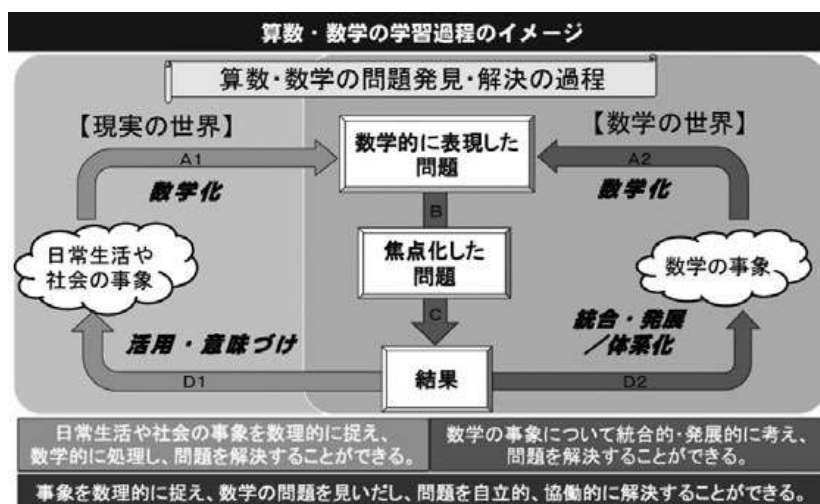 算数・数学の学習過程のイメージ
算数・数学の問題発見・解決の過程
【現実の世界】
【数学の世界】
A1
数学化
数学的に表現した
問題
A2
数学化
B
日常生活や
社会の事象
焦点化した
問題
数学の事象
C
活用・意味づけ
統合・発展
／体系化
D1
結果
D2
日常生活や社会の事象を数理的に捉え、
数学的に処理し、問題を解決することができる。
数学の事象について統合的・発展的に考え、
問題を解決することができる。
事象を数理的に捉え、数学の問題を見いだし、問題を自立的、協働的に解決することができる。